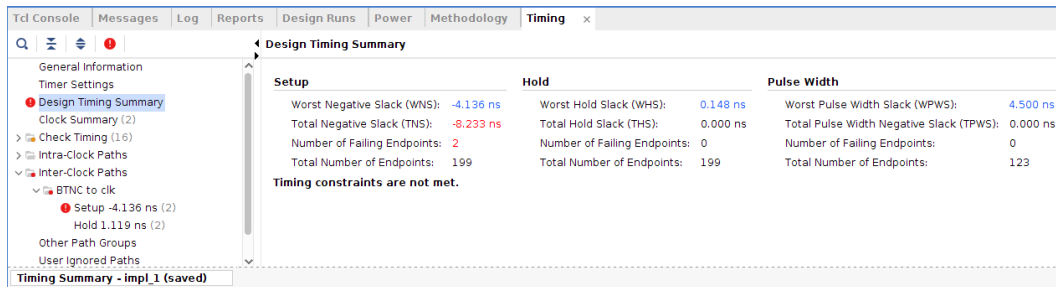 Tcl Console Messages Log Reports Design Runs Power Methodology Timing ×
Design Timing Summary
General Information
Timer Settings
Design Timing Summary
Clock Summary (2)
Check Timing (16)
Intra-Clock Paths
Inter-Clock Paths
BTNC to clk
Setup -4.136 ns (2)
Hold 1.119 ns (2)
Other Path Groups
User Ignored Paths
Setup
Worst Negative Slack (WNS): -4.136 ns
Total Negative Slack (TNS): -8.233 ns
Number of Failing Endpoints: 2
Total Number of Endpoints: 199
Hold
Worst Hold Slack (WHS): 0.148 ns
Total Hold Slack (THS): 0.000 ns
Number of Failing Endpoints: 0
Total Number of Endpoints: 199
Pulse Width
Worst Pulse Width Slack (WPWS): 4.500 ns
Total Pulse Width Negative Slack (TPWS): 0.000 ns
Number of Failing Endpoints: 0
Total Number of Endpoints: 123
Timing constraints are not met.
Timing Summary - impl_1 (saved)